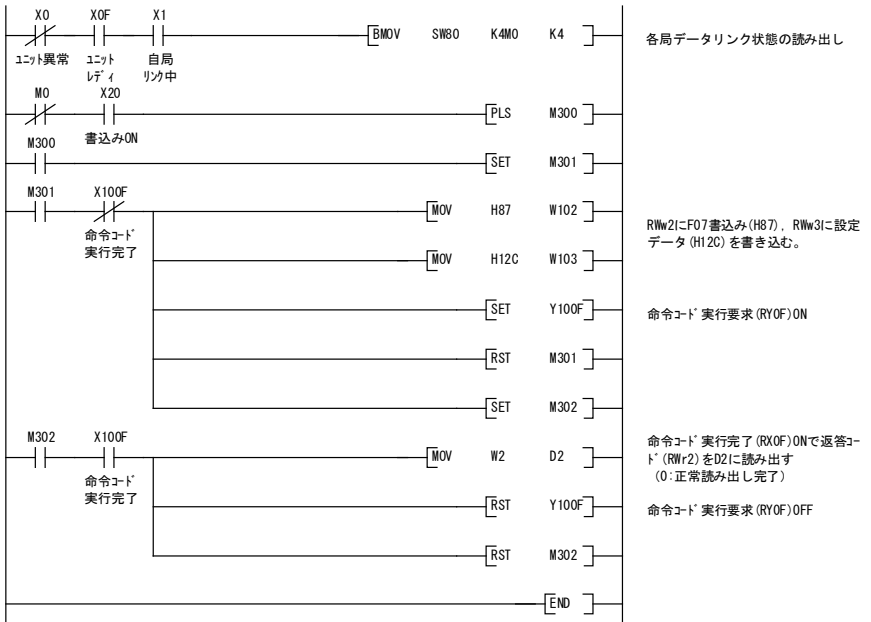 X0 X0F X1
BMOV SW80 K4M0 K4
各局データリンク状態の読み出し
ﾕﾆｯﾄ異常 ﾕﾆｯﾄ 自局
ﾚﾃﾞｨ ﾘﾝｸ中
M0 X20
PLS M300
書込みON
M300
SET M301
M301 X100F
MOV H87 W102
命令ｺｰﾄﾞ
実行完了
RWw2にF07書込み(H87)，RWw3に設定
データ(H12C)を書き込む。
MOV H12C W103
SET Y100F
命令ｺｰﾄﾞ実行要求(RY0F)ON
RST M301
SET M302
M302 X100F
MOV W2 D2
命令ｺｰﾄﾞ実行完了(RX0F)ONで返答ｺｰ
ﾄﾞ(RWr2)をD2に読み出す
(0:正常読み出し完了)
命令ｺｰﾄﾞ
実行完了
RST Y100F
命令ｺｰﾄﾞ実行要求(RY0F)OFF
RST M302
END